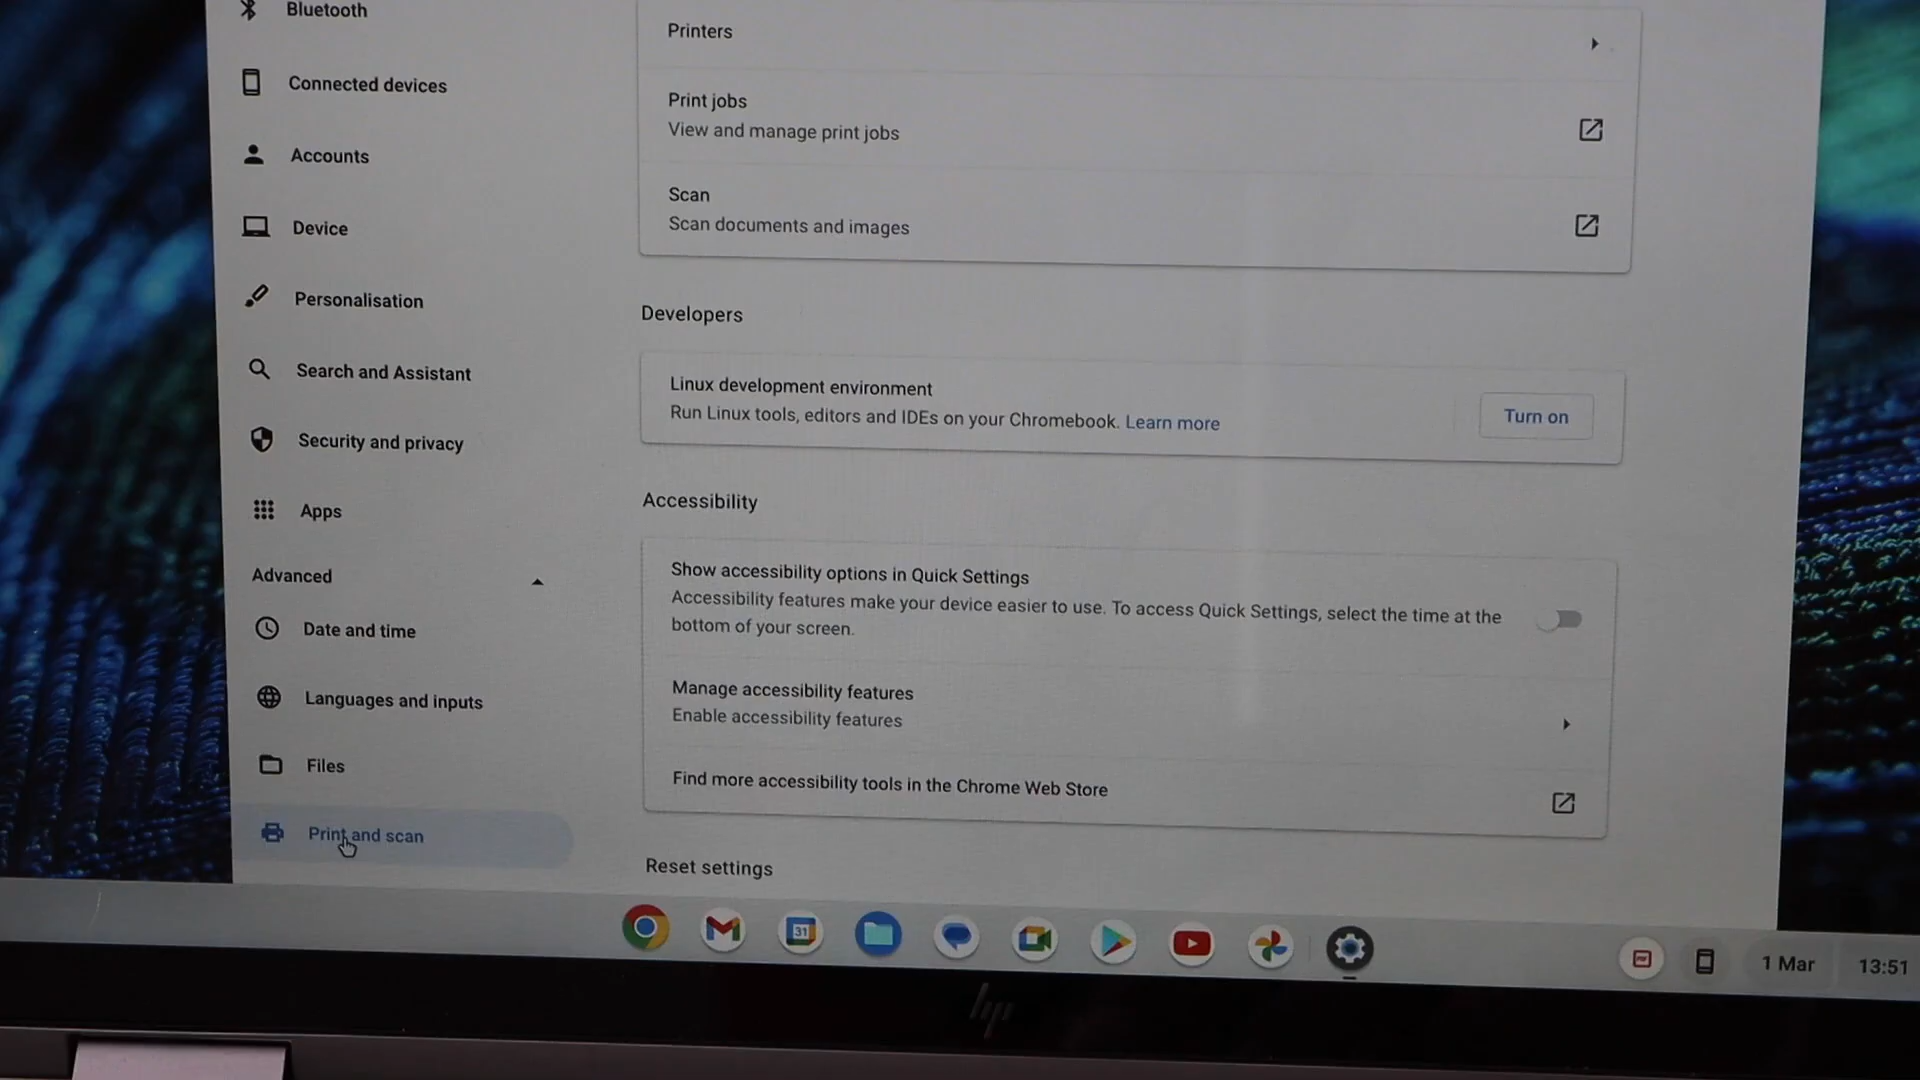 Bluetooth
Connected devices
Accounts
Device
Personalisation
Search and Assistant
Security and privacy
Apps
Advanced
Date and time
Languages and inputs
Files
Print and scan
Printers
Print jobs
View and manage print jobs
Scan
Scan documents and images
Developers
Linux development environment
Run Linux tools, editors and IDEs on your Chromebook. Learn more
Turn on
Accessibility
Show accessibility options in Quick Settings
Accessibility features make your device easier to use. To access Quick Settings, select the time at the
bottom of your screen.
Manage accessibility features
Enable accessibility features
Find more accessibility tools in the Chrome Web Store
Reset settings
31
1 Mar
13:51
hp